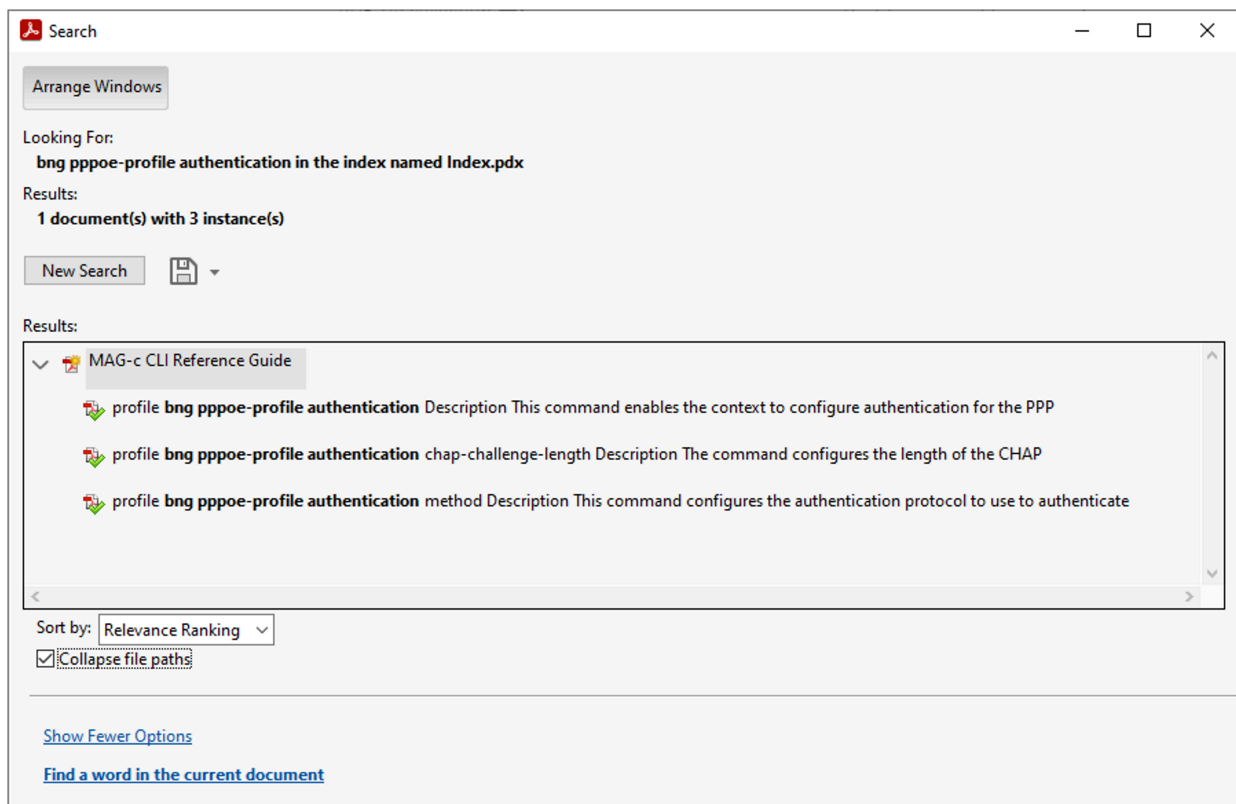 Search
Arrange Windows
Looking For:
bng pppoe-profile authentication in the index named Index.pdx
Results:
1 document(s) with 3 instance(s)
New Search
Results:
MAG-c CLI Reference Guide
profile bng pppoe-profile authentication Description This command enables the context to configure authentication for the PPP
profile bng pppoe-profile authentication chap-challenge-length Description The command configures the length of the CHAP
profile bng pppoe-profile authentication method Description This command configures the authentication protocol to use to authenticate
Sort by: Relevance Ranking
Collapse file paths
Show Fewer Options
Find a word in the current document